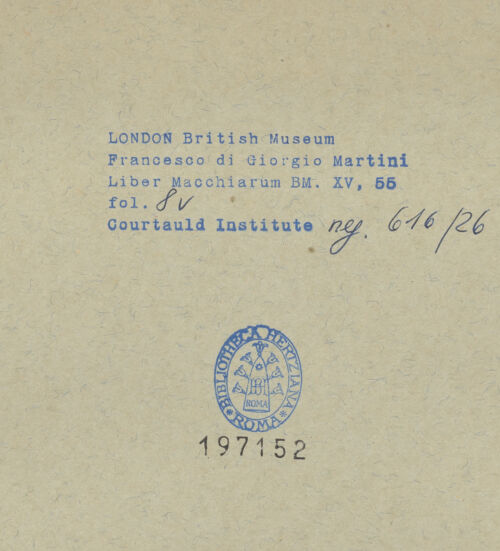 LONDON British Museum
Francesco di Giorgio Martini
Liber Macchiarum BM. XV, 55
fol. 8v
Courtauld Institute neg. 616/26
BIBLIOTHECA HERTZIANA
ROMA
* ROMA *
197152